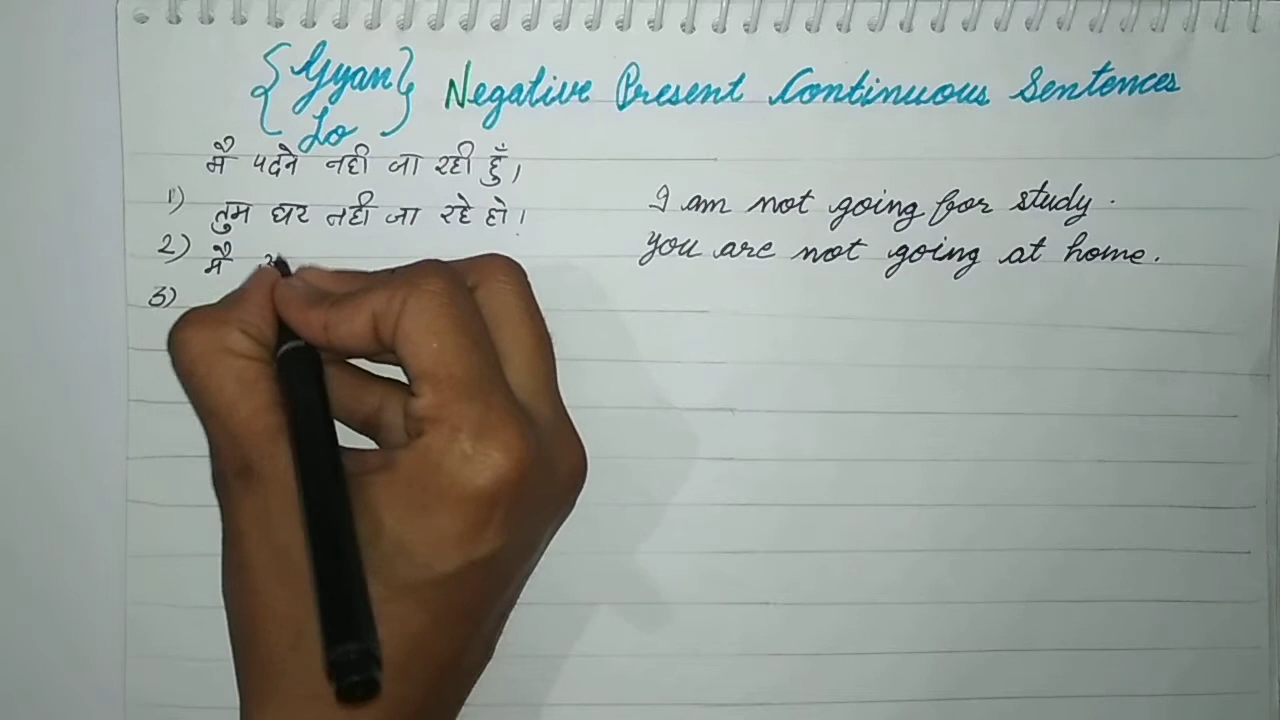 {Gyan Lo} Negative Present Continuous Sentences
1) मैं पढने नही जा रही हुँ। I am not going for study.
2) तुम घर नही जा रहे हो। You are not going at home.
3) मैं